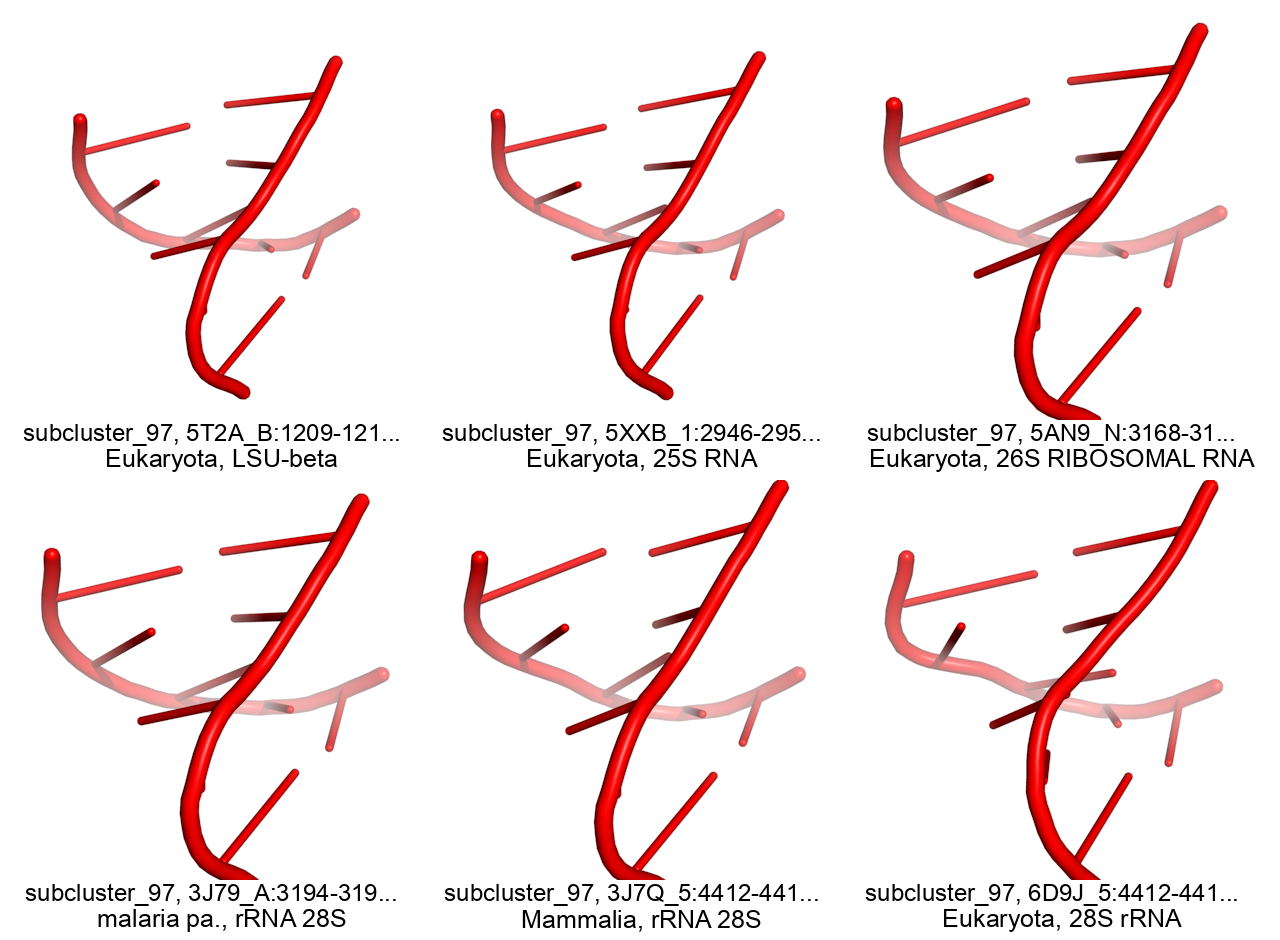 subcluster_97, 5T2A_B:1209-121...
Eukaryota, LSU-beta
subcluster_97, 5XXB_1:2946-295...
Eukaryota, 25S RNA
subcluster_97, 5AN9_N:3168-31...
Eukaryota, 26S RIBOSOMAL RNA
subcluster_97, 3J79_A:3194-319...
malaria pa., rRNA 28S
subcluster_97, 3J7Q_5:4412-441...
Mammalia, rRNA 28S
subcluster_97, 6D9J_5:4412-441...
Eukaryota, 28S rRNA